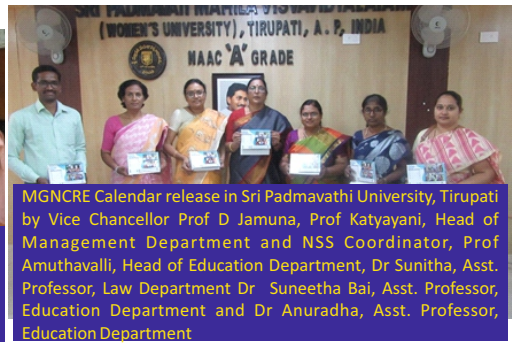 SRI PADMAVATI MAHILA VISVAVIDYALAYAM
(WOMEN'S UNIVERSITY), TIRUPATI, A. P., INDIA
NAAC 'A' GRADE
MGNCRE Calendar release in Sri Padmavathi University, Tirupati
by Vice Chancellor Prof D Jamuna, Prof Katyayani, Head of
Management Department and NSS Coordinator, Prof
Amuthavalli, Head of Education Department, Dr Sunitha, Asst.
Professor, Law Department Dr Suneetha Bai, Asst. Professor,
Education Department and Dr Anuradha, Asst. Professor,
Education Department